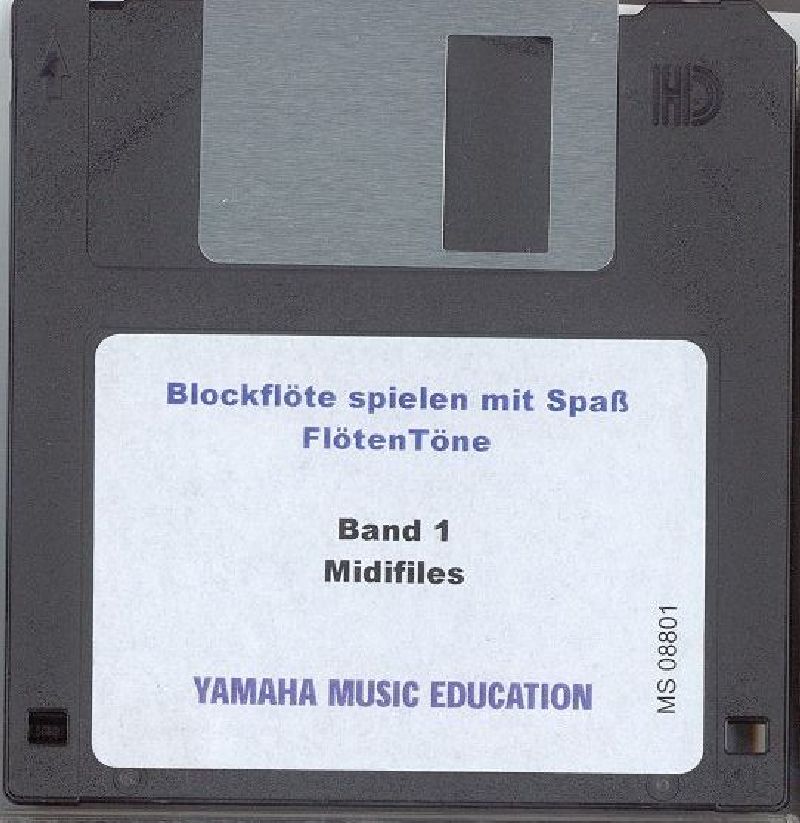 HD
Blockflöte spielen mit Spaß
FlötenTöne
Band 1
Midifiles
YAMAHA MUSIC EDUCATION
MS 08801